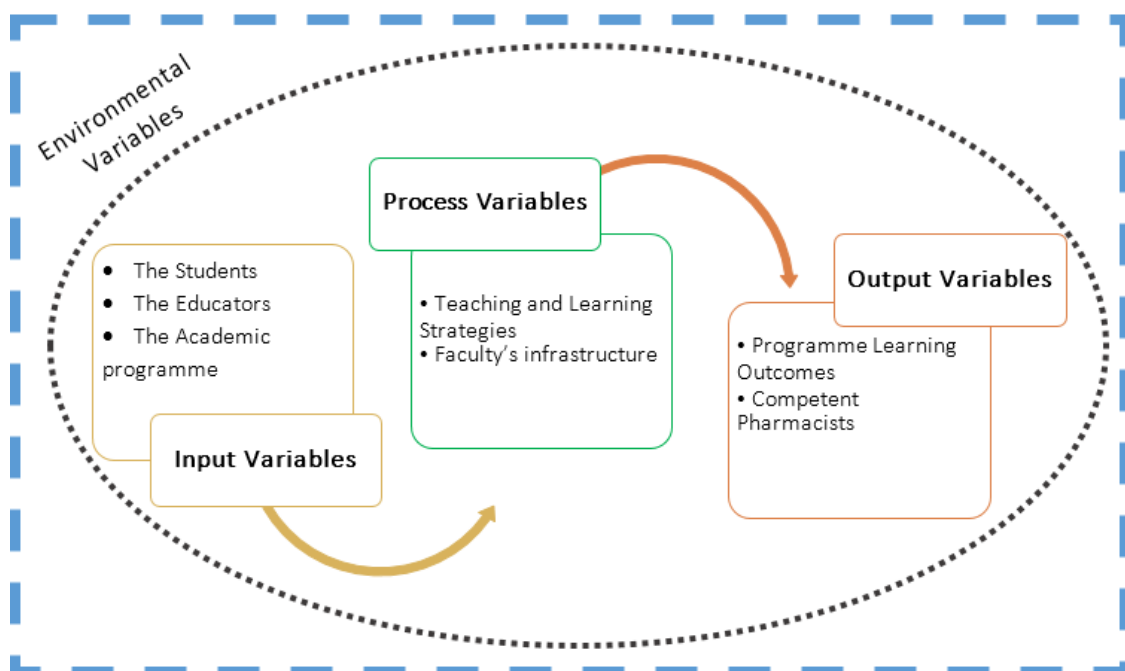 Environmental
Variables
• The Students
• The Educators
• The Academic
programme
Input Variables
Process Variables
• Teaching and Learning
Strategies
• Faculty’s infrastructure
Output Variables
• Programme Learning
Outcomes
• Competent
Pharmacists